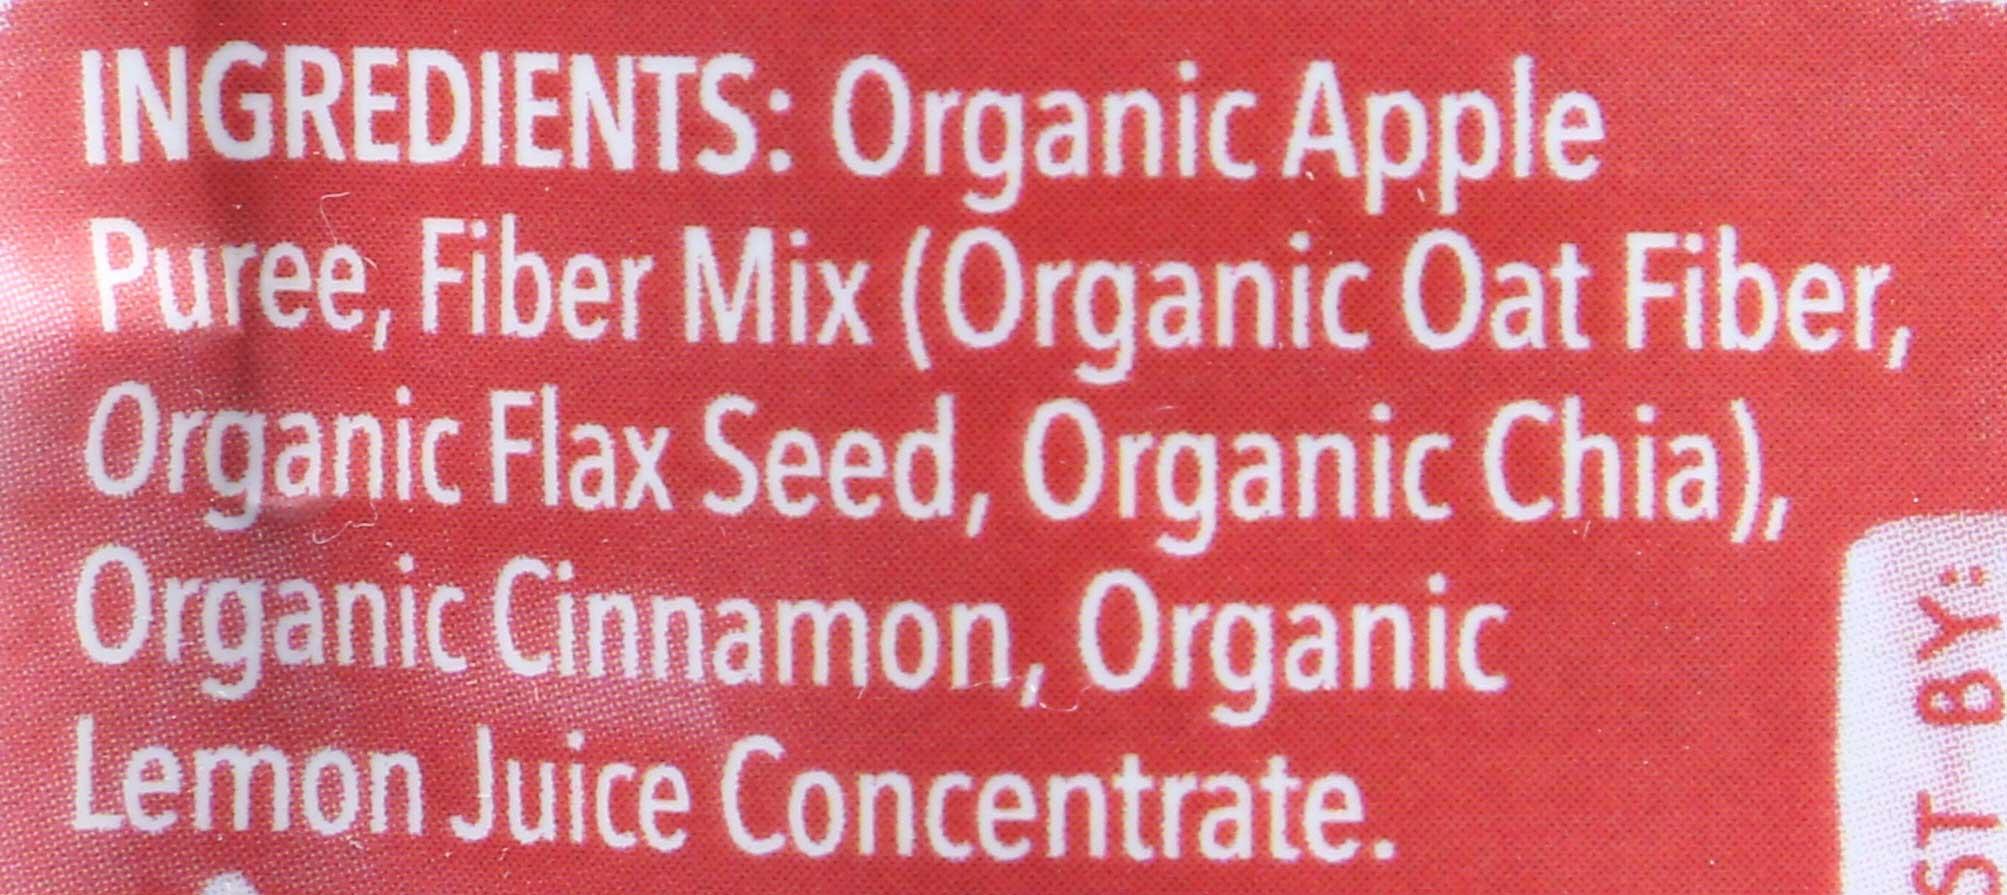 INGREDIENTS: Organic Apple
Puree, Fiber Mix (Organic Oat Fiber,
Organic Flax Seed, Organic Chia),
Organic Cinnamon, Organic
Lemon Juice Concentrate.
BY: